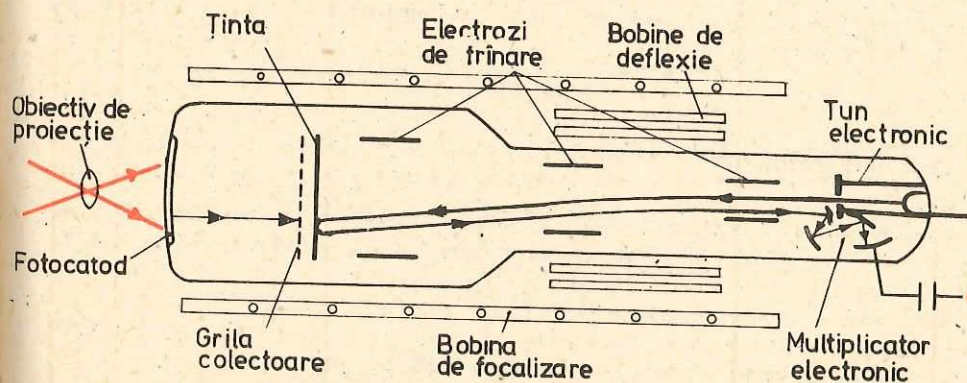 Ținta
Electrozi
de frînare
Bobine de
deflexie
Obiectiv de
proiecție
Tun
electronic
Fotocatod
Grila
colectoare
Bobina
de focalizare
Multiplicator
electronic